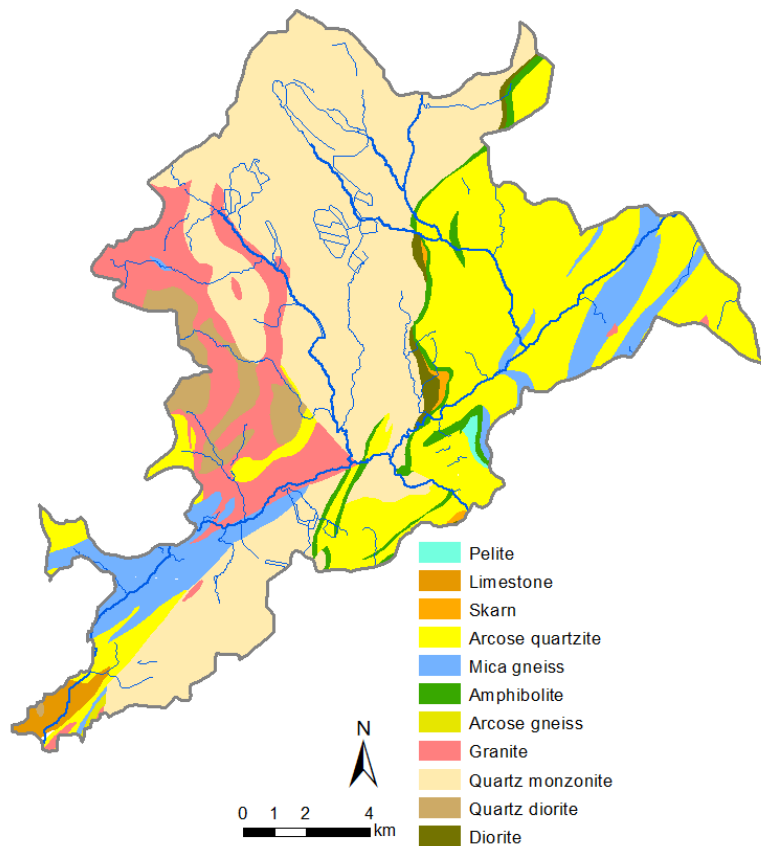 Pelite
Limestone
Skarn
Arcose quartzite
Mica gneiss
Amphibolite
Arcose gneiss
Granite
Quartz monzonite
Quartz diorite
Diorite
N
0 1 2 4
km